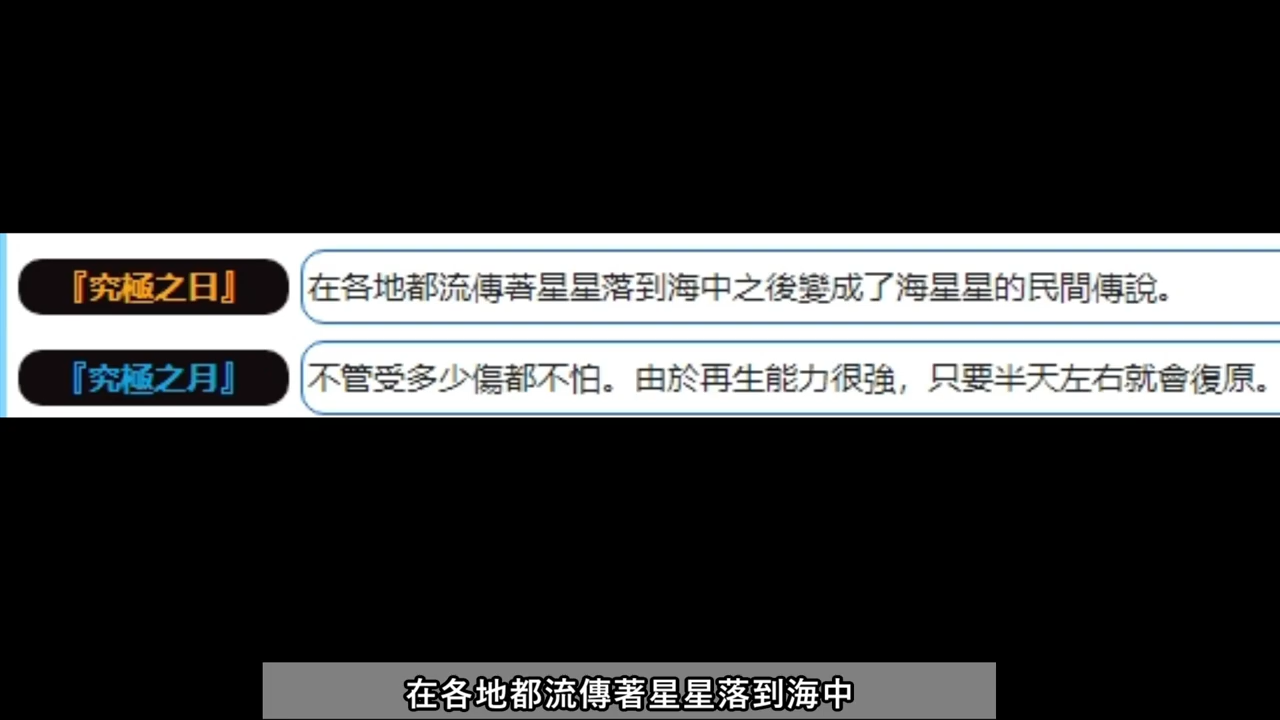 『究極之日』 在各地都流傳著星星落到海中之後變成了海星星的民間傳說。
『究極之月』 不管受多少傷都不怕。由於再生能力很強，只要半天左右就會復原。
在各地都流傳著星星落到海中